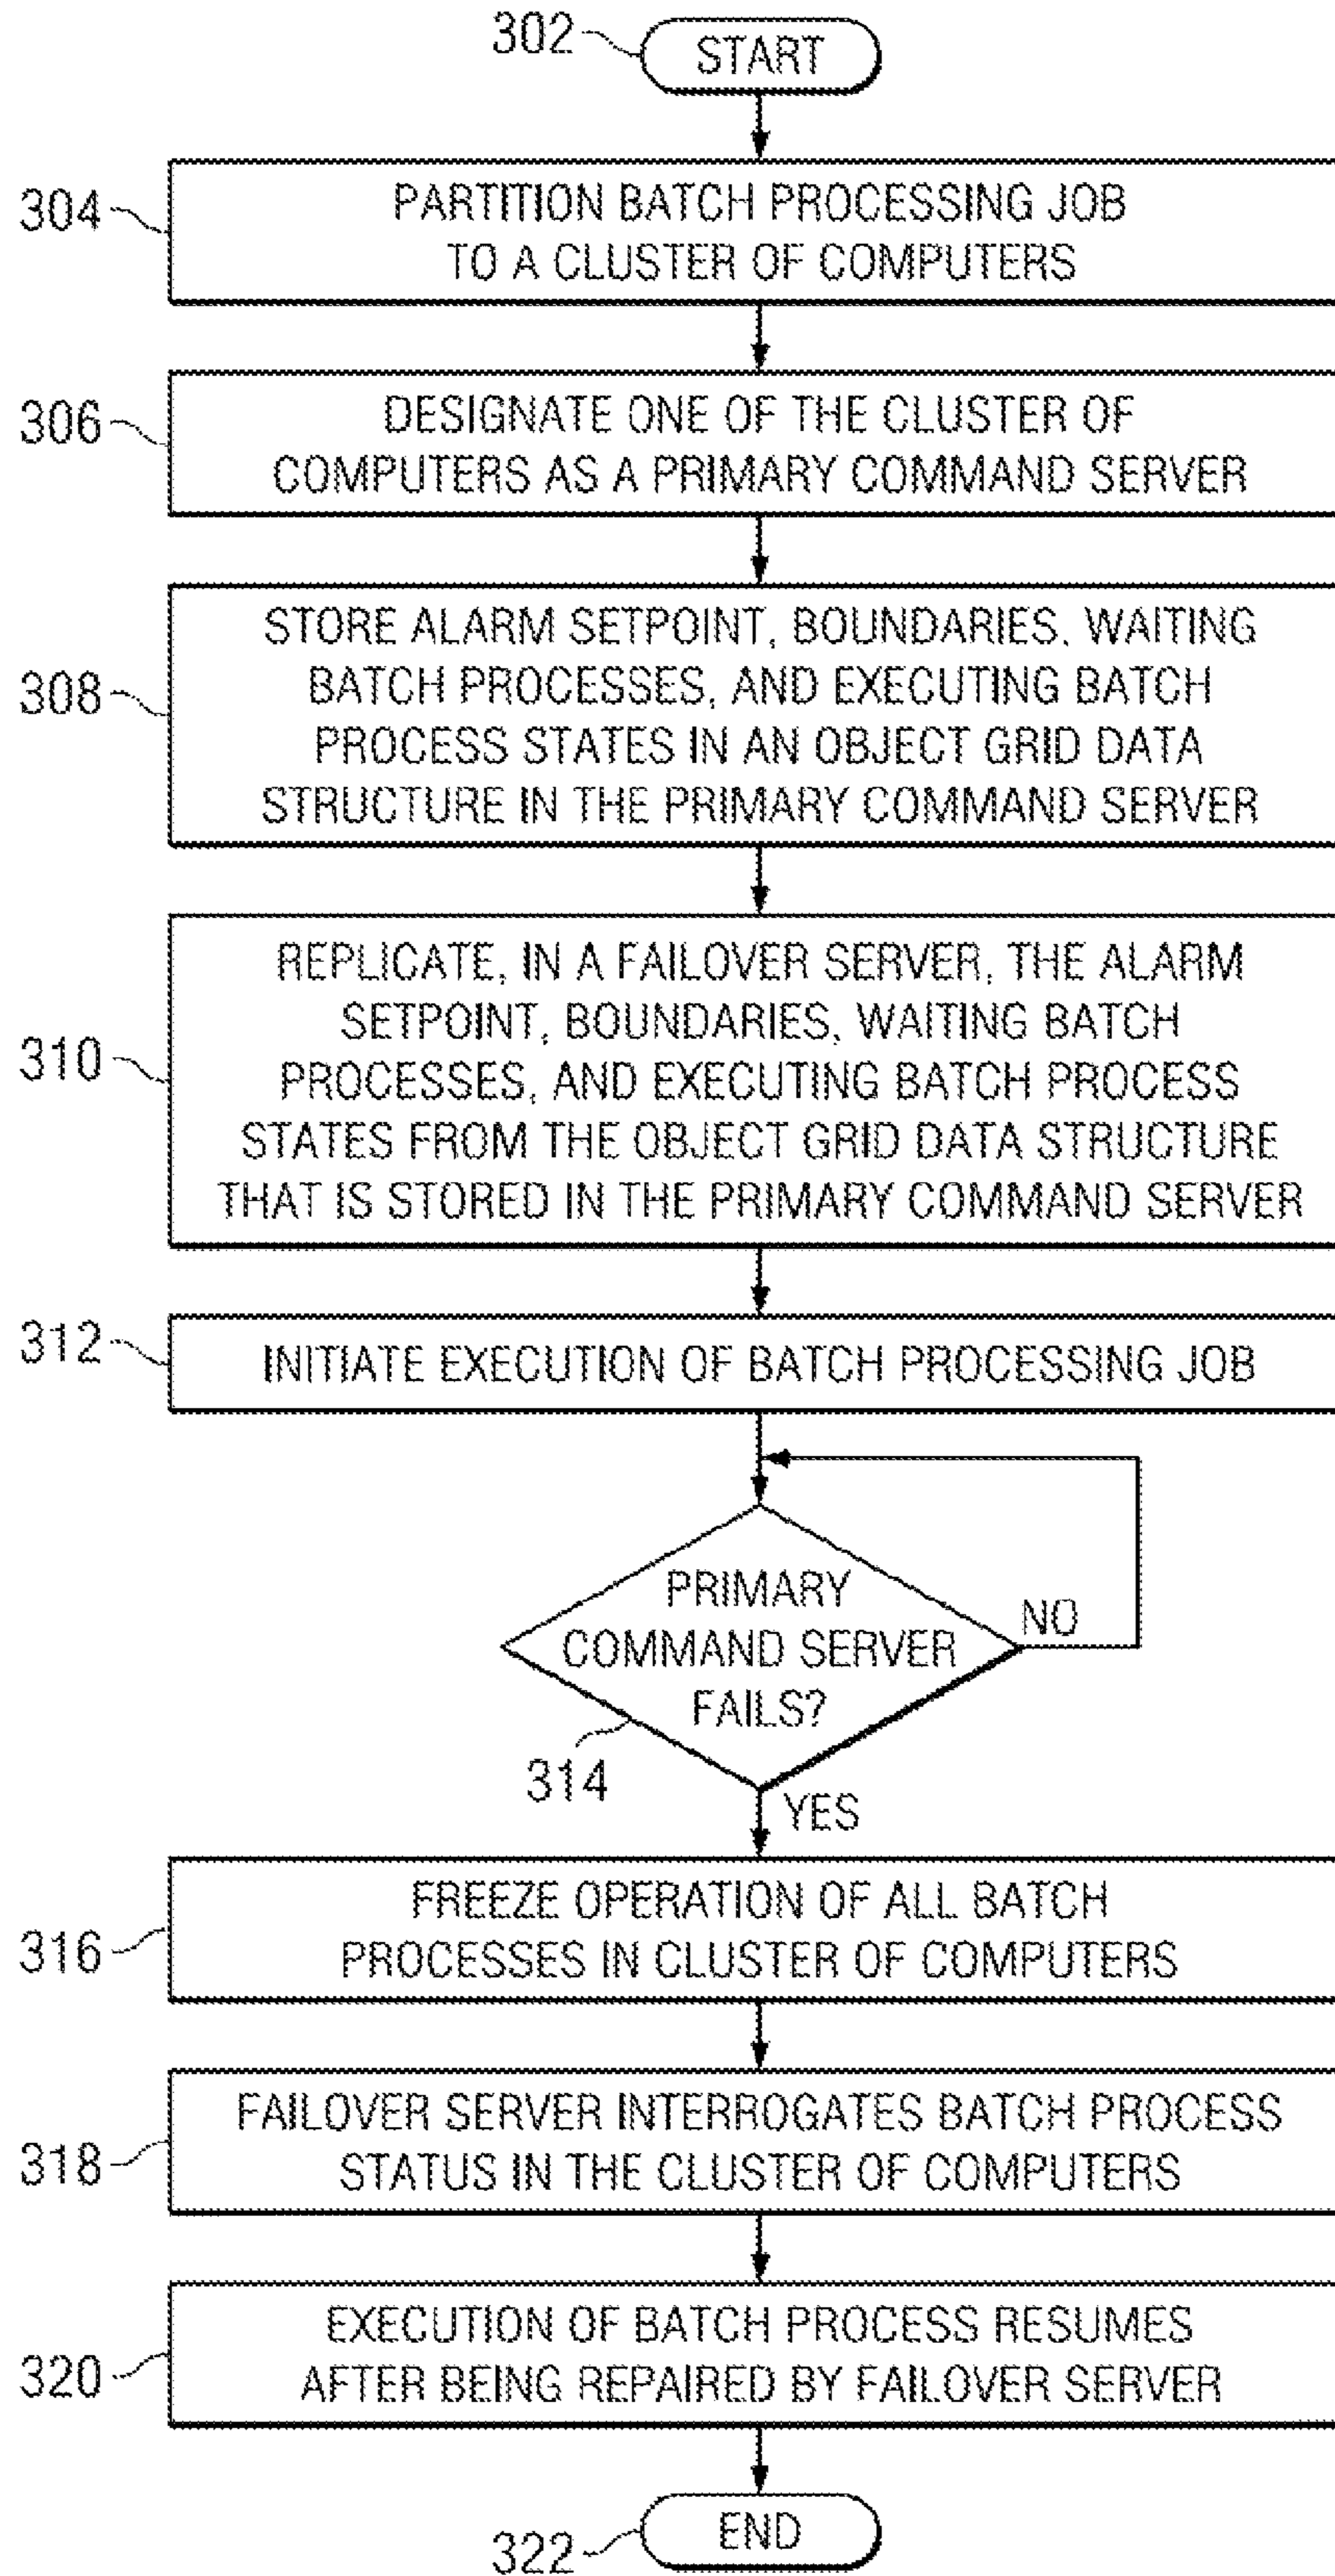 302
START
304
PARTITION BATCH PROCESSING JOB
TO A CLUSTER OF COMPUTERS
306
DESIGNATE ONE OF THE CLUSTER OF
COMPUTERS AS A PRIMARY COMMAND SERVER
308
STORE ALARM SETPOINT, BOUNDARIES, WAITING
BATCH PROCESSES, AND EXECUTING BATCH
PROCESS STATES IN AN OBJECT GRID DATA
STRUCTURE IN THE PRIMARY COMMAND SERVER
310
REPLICATE, IN A FAILOVER SERVER, THE ALARM
SETPOINT, BOUNDARIES, WAITING BATCH
PROCESSES, AND EXECUTING BATCH PROCESS
STATES FROM THE OBJECT GRID DATA STRUCTURE
THAT IS STORED IN THE PRIMARY COMMAND SERVER
312
INITIATE EXECUTION OF BATCH PROCESSING JOB
PRIMARY
COMMAND SERVER
FAILS?
NO
314
YES
316
FREEZE OPERATION OF ALL BATCH
PROCESSES IN CLUSTER OF COMPUTERS
318
FAILOVER SERVER INTERROGATES BATCH PROCESS
STATUS IN THE CLUSTER OF COMPUTERS
320
EXECUTION OF BATCH PROCESS RESUMES
AFTER BEING REPAIRED BY FAILOVER SERVER
322
END